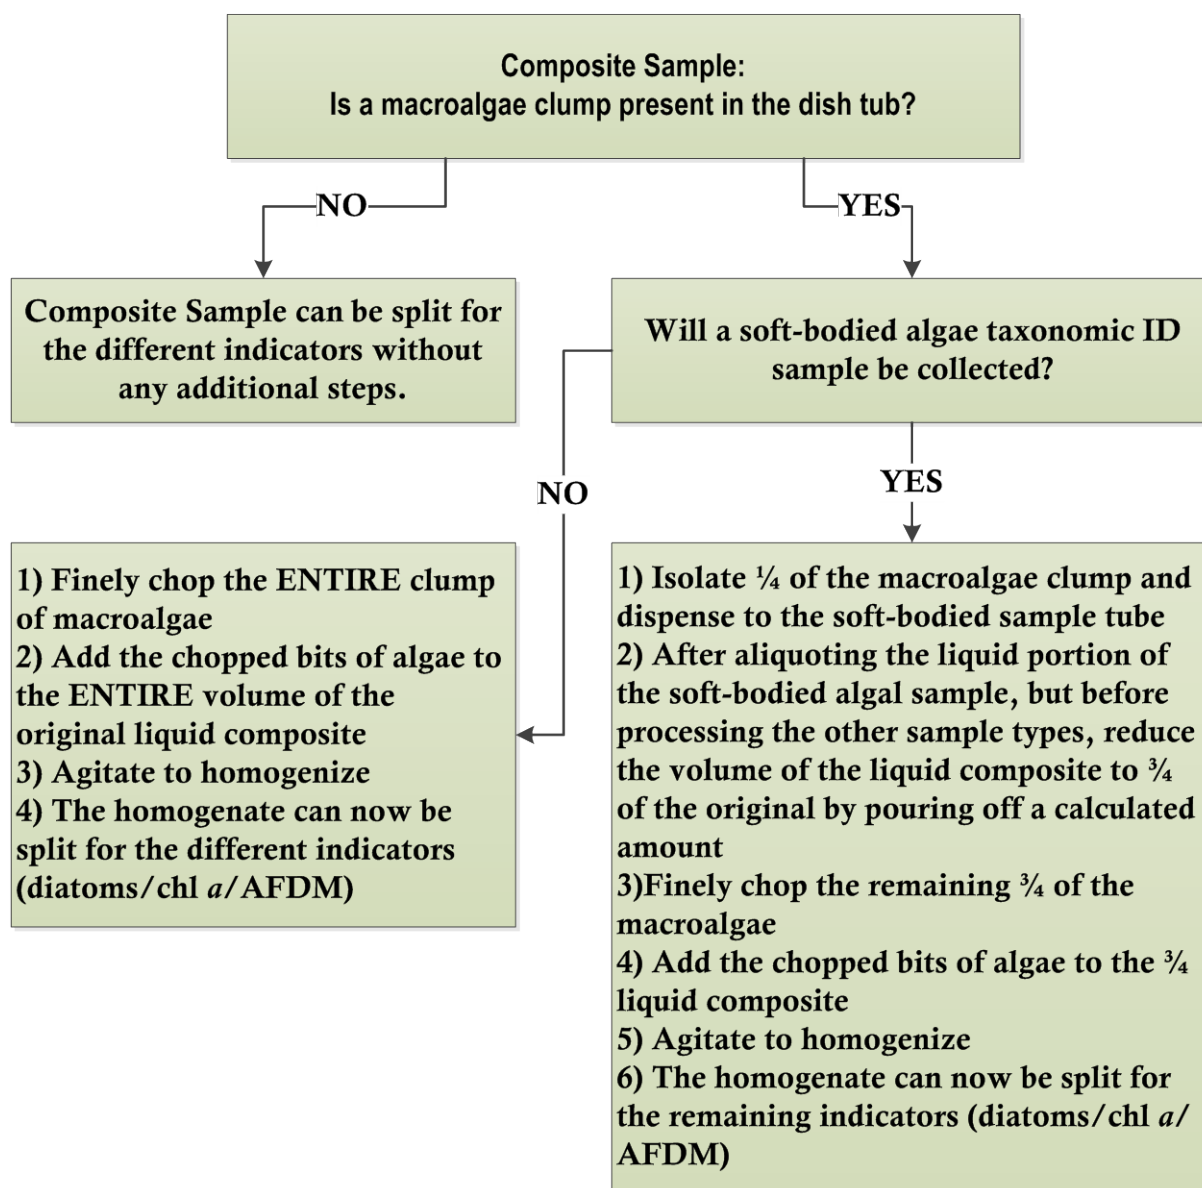 Composite Sample:
Is a macroalgae clump present in the dish tub?
NO
YES
Composite Sample can be split for
the different indicators without
any additional steps.
Will a soft-bodied algae taxonomic ID
sample be collected?
NO
YES
1) Finely chop the ENTIRE clump
of macroalgae
2) Add the chopped bits of algae to
the ENTIRE volume of the
original liquid composite
3) Agitate to homogenize
4) The homogenate can now be
split for the different indicators
(diatoms/chl a/AFDM)
1) Isolate ¼ of the macroalgae clump and
dispense to the soft-bodied sample tube
2) After aliquoting the liquid portion of
the soft-bodied algal sample, but before
processing the other sample types, reduce
the volume of the liquid composite to ¾
of the original by pouring off a calculated
amount
3)Finely chop the remaining ¾ of the
macroalgae
4) Add the chopped bits of algae to the ¾
liquid composite
5) Agitate to homogenize
6) The homogenate can now be split for
the remaining indicators (diatoms/chl a/
AFDM)